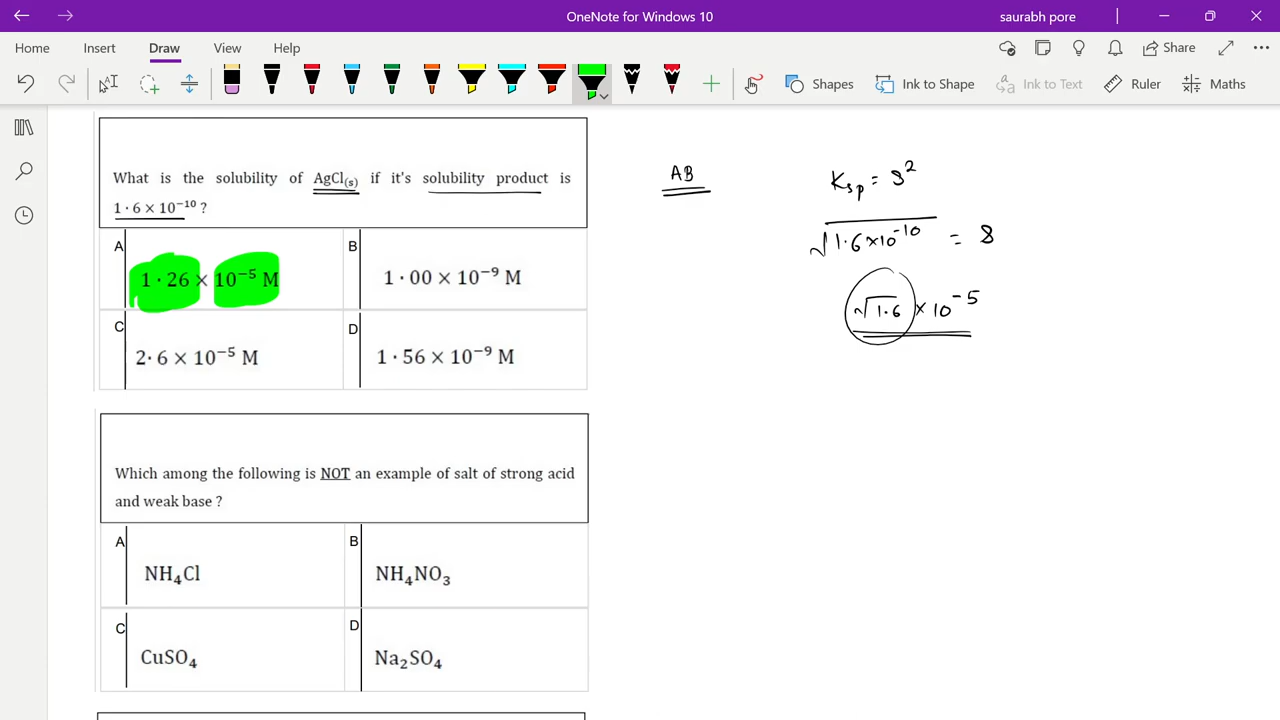 OneNote for Windows 10
saurabh pore
Home Insert Draw View Help
Share
Shapes
Ink to Shape
Ink to Text
Ruler
Maths
What is the solubility of AgCl₍ₛ₎ if it's solubility product is
1·6 × 10⁻¹⁰ ?
A
1·26 × 10⁻⁵ M
B
1·00 × 10⁻⁹ M
C
2·6 × 10⁻⁵ M
D
1·56 × 10⁻⁹ M
AB
Ksp = S²
√1.6×10⁻¹⁰ = S
√1.6 × 10⁻⁵
Which among the following is NOT an example of salt of strong acid
and weak base ?
A
NH₄Cl
B
NH₄NO₃
C
CuSO₄
D
Na₂SO₄